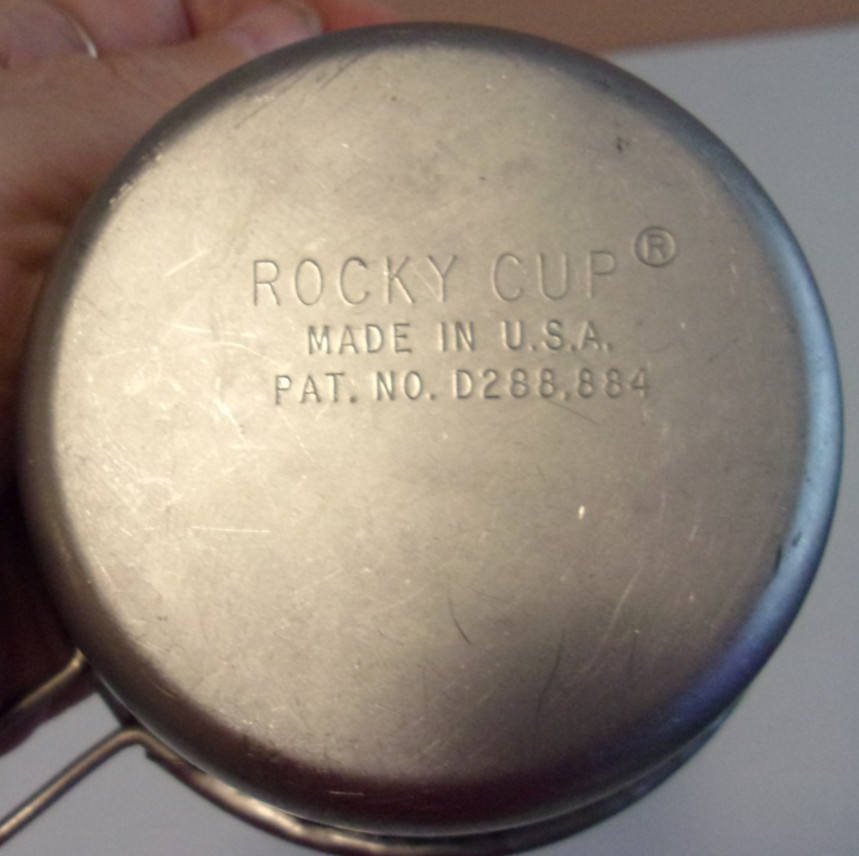 ROCKY CUP®
MADE IN U.S.A.
PAT. NO. D288,884